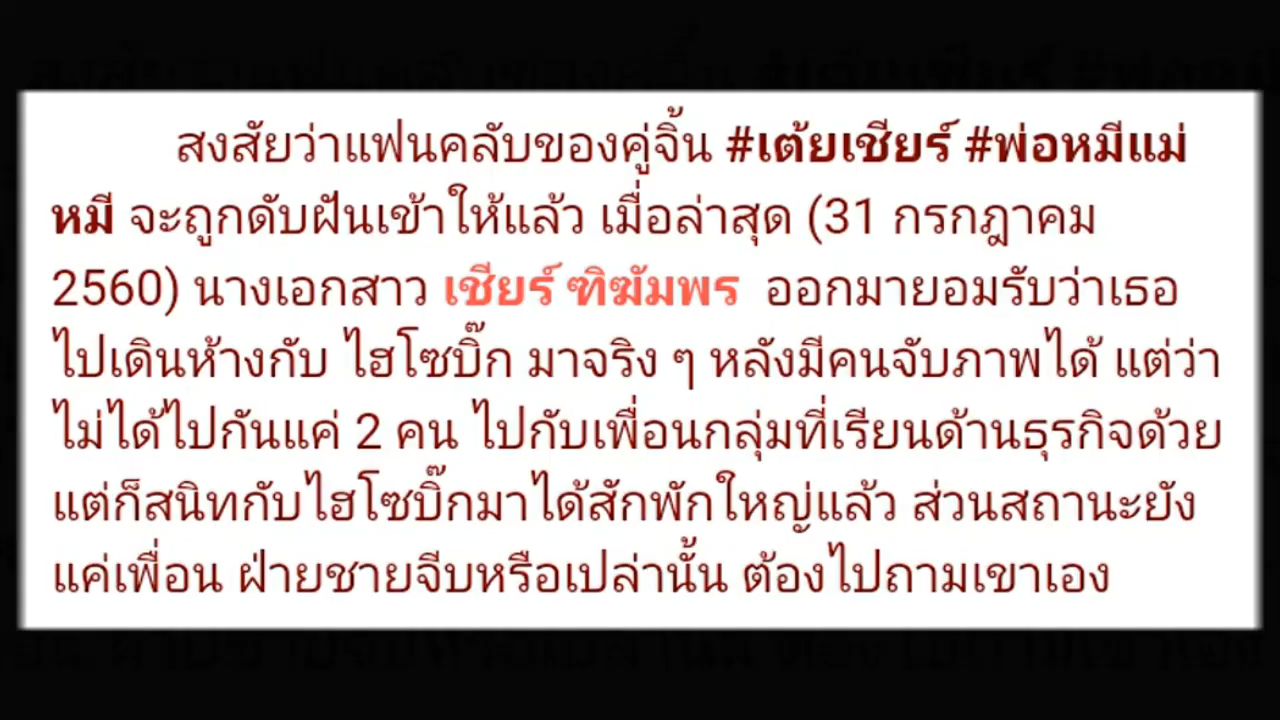 สงสัยว่าแฟนคลับของคู่จิ้น #เต้ยเชียร์ #พ่อหมีแม่
หมี จะถูกดับฝันเข้าให้แล้ว เมื่อล่าสุด (31 กรกฎาคม
2560) นางเอกสาว เชียร์ ฑิฆัมพร ออกมายอมรับว่าเธอ
ไปเดินห้างกับ ไฮโซบิ๊ก มาจริง ๆ หลังมีคนจับภาพได้ แต่ว่า
ไม่ได้ไปกันแค่ 2 คน ไปกับเพื่อนกลุ่มที่เรียนด้านธุรกิจด้วย
แต่ก็สนิทกับไฮโซบิ๊กมาได้สักพักใหญ่แล้ว ส่วนสถานะยัง
แค่เพื่อน ฝ่ายชายจีบหรือเปล่านั้น ต้องไปถามเขาเอง